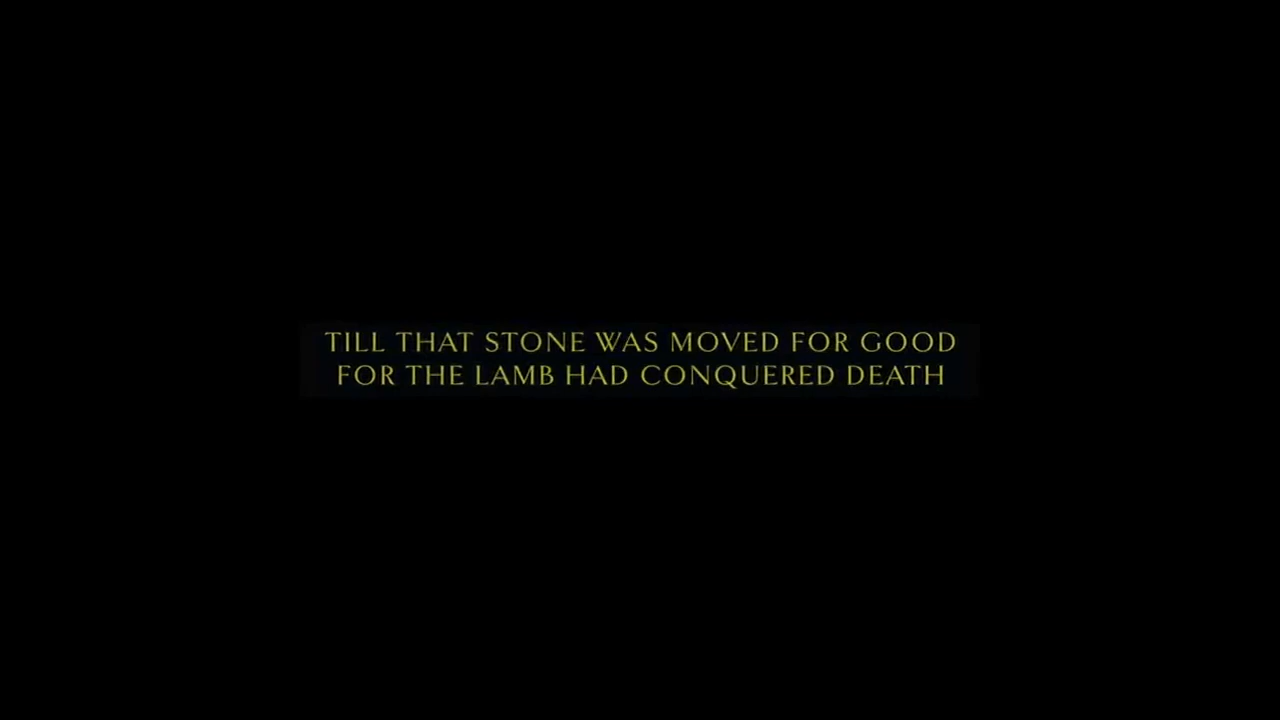 TILL THAT STONE WAS MOVED FOR GOOD
FOR THE LAMB HAD CONQUERED DEATH